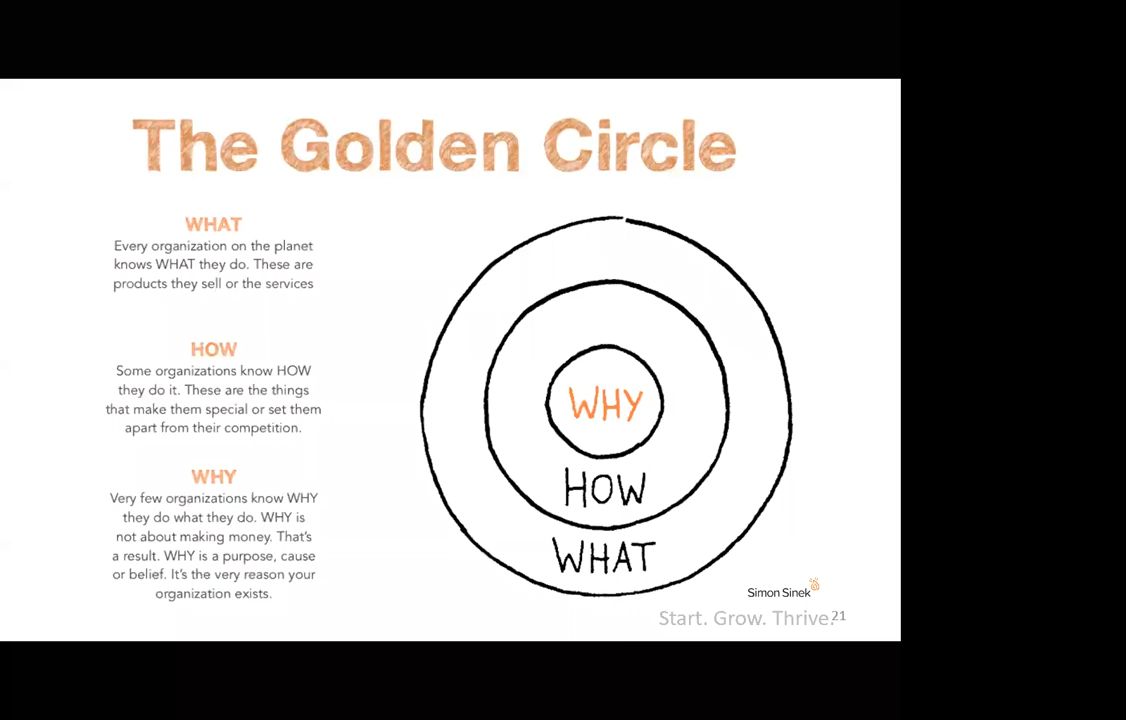 The Golden Circle
WHAT
Every organization on the planet
knows WHAT they do. These are
products they sell or the services
HOW
Some organizations know HOW
they do it. These are the things
that make them special or set them
apart from their competition.
WHY
Very few organizations know WHY
they do what they do. WHY is
not about making money. That's
a result. WHY is a purpose, cause
or belief. It's the very reason your
organization exists.
WHY
HOW
WHAT
Simon Sinek
Start. Grow. Thrive.
21